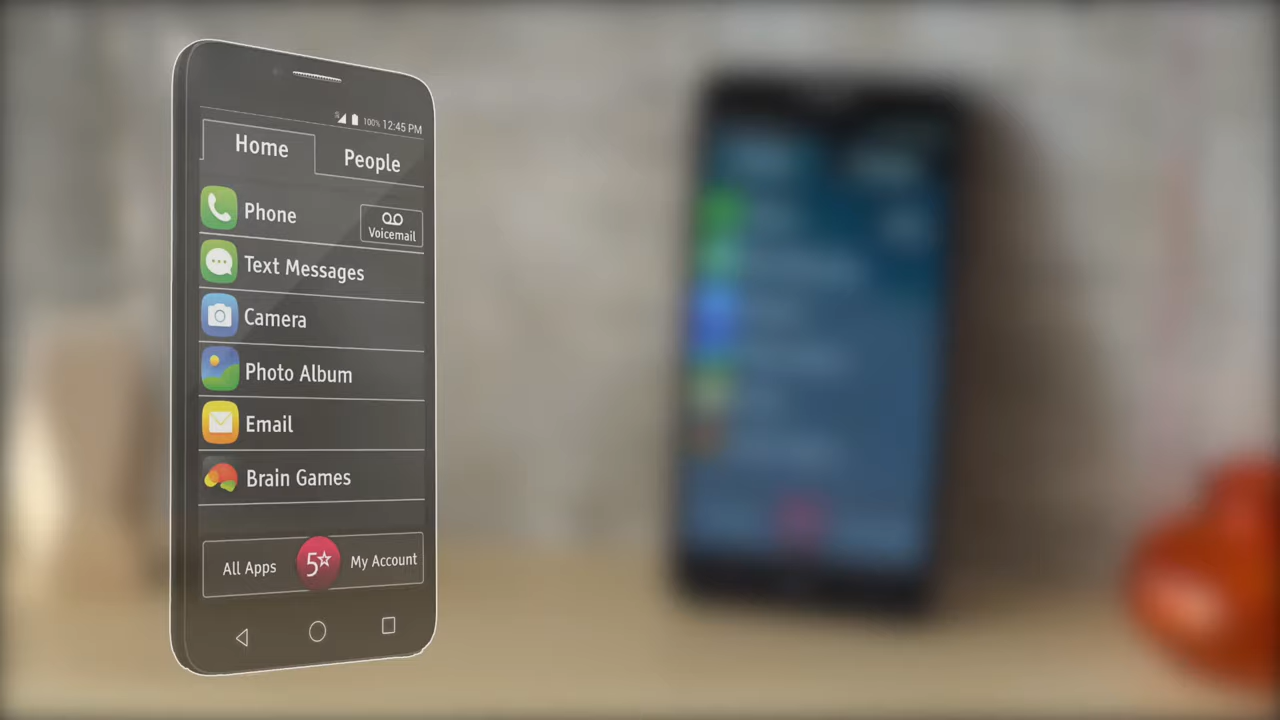 100% 12:45 PM
Home
People
Phone
Voicemail
Text Messages
Camera
Photo Album
Email
Brain Games
All Apps
5☆
My Account